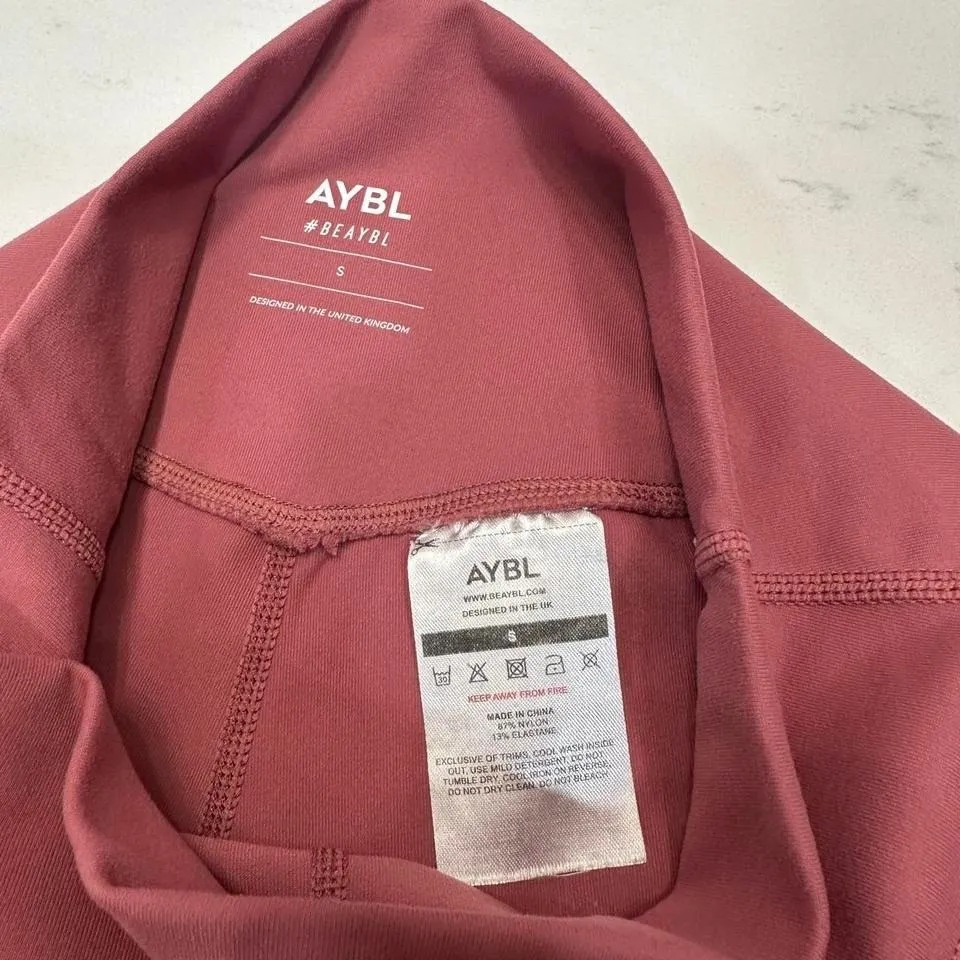 AYBL
#BEAYBL
S
DESIGNED IN THE UNITED KINGDOM
AYBL
WWW.BEAYBL.COM
DESIGNED IN THE UK
S
30
KEEP AWAY FROM FIRE
MADE IN CHINA
87% NYLON
13% ELASTANE
EXCLUSIVE OF TRIMS. COOL WASH INSIDE
OUT. USE MILD DETERGENT. DO NOT
TUMBLE DRY. COOL IRON ON REVERSE.
DO NOT DRY CLEAN. DO NOT BLEACH